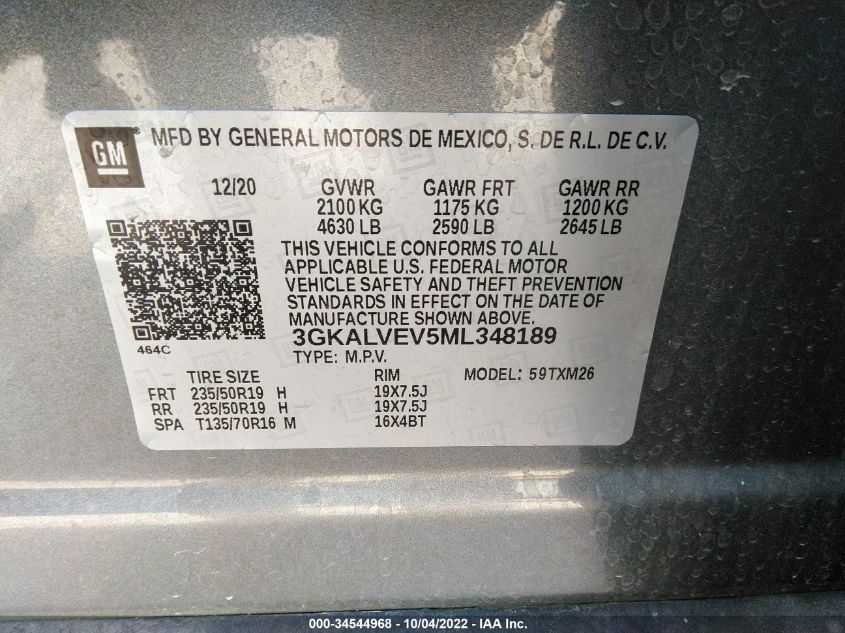 GM ® MFD BY GENERAL MOTORS DE MEXICO, S. DE R.L. DE C.V.
12/20 GVWR GAWR FRT GAWR RR
2100 KG 1175 KG 1200 KG
4630 LB 2590 LB 2645 LB
THIS VEHICLE CONFORMS TO ALL
APPLICABLE U.S. FEDERAL MOTOR
VEHICLE SAFETY AND THEFT PREVENTION
STANDARDS IN EFFECT ON THE DATE OF
MANUFACTURE SHOWN ABOVE.
3GKALVEV5ML348189
464C
TYPE: M.P.V.
TIRE SIZE RIM MODEL: 59TXM26
FRT 235/50R19 H 19X7.5J
RR 235/50R19 H 19X7.5J
SPA T135/70R16 M 16X4BT
000-34544968 - 10/04/2022 - IAA Inc.